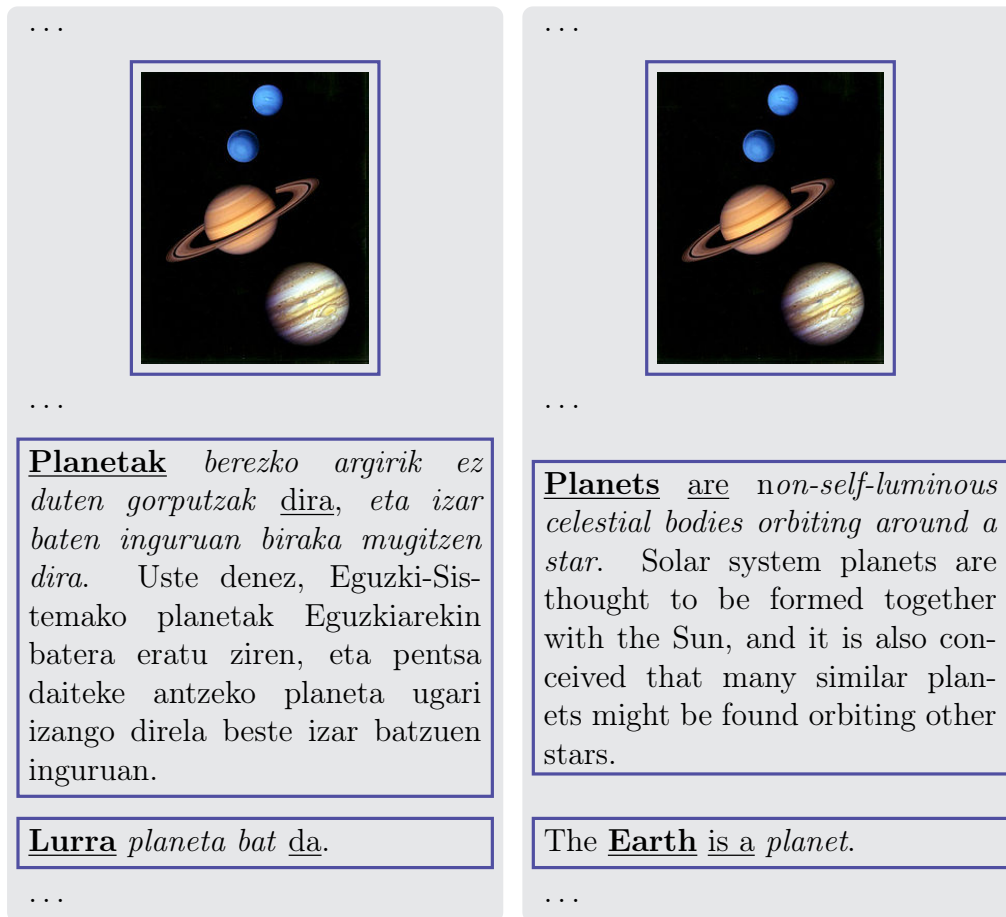 ...
...
Planetak berezko argirik ez
duten gorputzak dira, eta izar
baten inguruan biraka mugitzen
dira. Uste denez, Eguzki-Sis-
temako planetak Eguzkiarekin
batera eratu ziren, eta pentsa
daiteke antzeko planeta ugari
izango direla beste izar batzuen
inguruan.
Lurra planeta bat da.
...
...
...
Planets are non-self-luminous
celestial bodies orbiting around a
star. Solar system planets are
thought to be formed together
with the Sun, and it is also con-
ceived that many similar plan-
ets might be found orbiting other
stars.
The Earth is a planet.
...